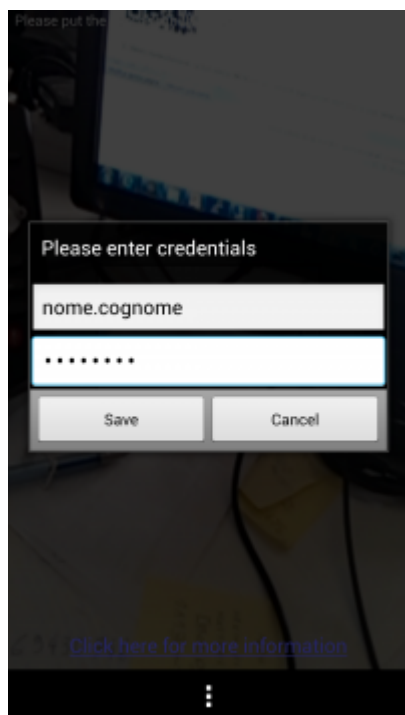 Please put the
Please enter credentials
nome.cognome
••••••••
Save
Cancel
Click here for more information